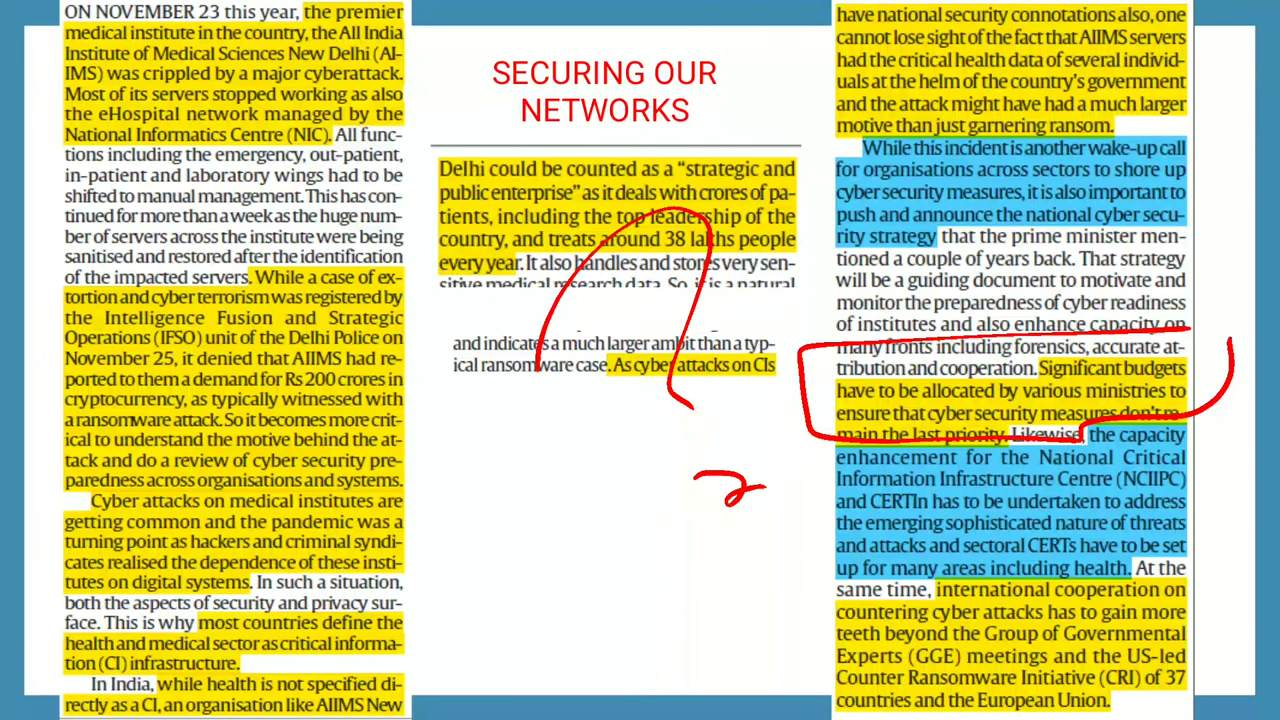 ON NOVEMBER 23 this year, the premier
medical institute in the country, the All India
Institute of Medical Sciences New Delhi (AI-
IMS) was crippled by a major cyberattack.
Most of its servers stopped working as also
the eHospital network managed by the
National Informatics Centre (NIC). All func-
tions including the emergency, out-patient,
in-patient and laboratory wings had to be
shifted to manual management. This has con-
tinued for more than a week as the huge num-
ber of servers across the institute were being
sanitised and restored after the identification
of the impacted servers. While a case of ex-
tortion and cyber terrorism was registered by
the Intelligence Fusion and Strategic
Operations (IFSO) unit of the Delhi Police on
November 25, it denied that AIIMS had re-
ported to them a demand for Rs 200 crores in
cryptocurrency, as typically witnessed with
a ransomware attack. So it becomes more crit-
ical to understand the motive behind the at-
tack and do a review of cyber security pre-
paredness across organisations and systems.
Cyber attacks on medical institutes are
getting common and the pandemic was a
turning point as hackers and criminal syndi-
cates realised the dependence of these insti-
tutes on digital systems. In such a situation,
both the aspects of security and privacy sur-
face. This is why most countries define the
health and medical sector as critical informa-
tion (CI) infrastructure.
In India, while health is not specified di-
rectly as a CI, an organisation like AIIMS New
SECURING OUR
NETWORKS
Delhi could be counted as a "strategic and
public enterprise" as it deals with crores of pa-
tients, including the top leadership of the
country, and treats around 38 lakhs people
every year. It also handles and stores very sen-
sitive medical research data. So, it is a natural
and indicates a much larger ambit than a typ-
ical ransomware case. As cyber attacks on CIs
have national security connotations also, one
cannot lose sight of the fact that AIIMS servers
had the critical health data of several individ-
uals at the helm of the country's government
and the attack might have had a much larger
motive than just garnering ransom.
While this incident is another wake-up call
for organisations across sectors to shore up
cyber security measures, it is also important to
push and announce the national cyber secu-
rity strategy that the prime minister men-
tioned a couple of years back. That strategy
will be a guiding document to motivate and
monitor the preparedness of cyber readiness
of institutes and also enhance capacity on
many fronts including forensics, accurate at-
tribution and cooperation. Significant budgets
have to be allocated by various ministries to
ensure that cyber security measures don't re-
main the last priority. Likewise, the capacity
enhancement for the National Critical
Information Infrastructure Centre (NCIIPC)
and CERTIn has to be undertaken to address
the emerging sophisticated nature of threats
and attacks and sectoral CERTs have to be set
up for many areas including health. At the
same time, international cooperation on
countering cyber attacks has to gain more
teeth beyond the Group of Governmental
Experts (GGE) meetings and the US-led
Counter Ransomware Initiative (CRI) of 37
countries and the European Union.